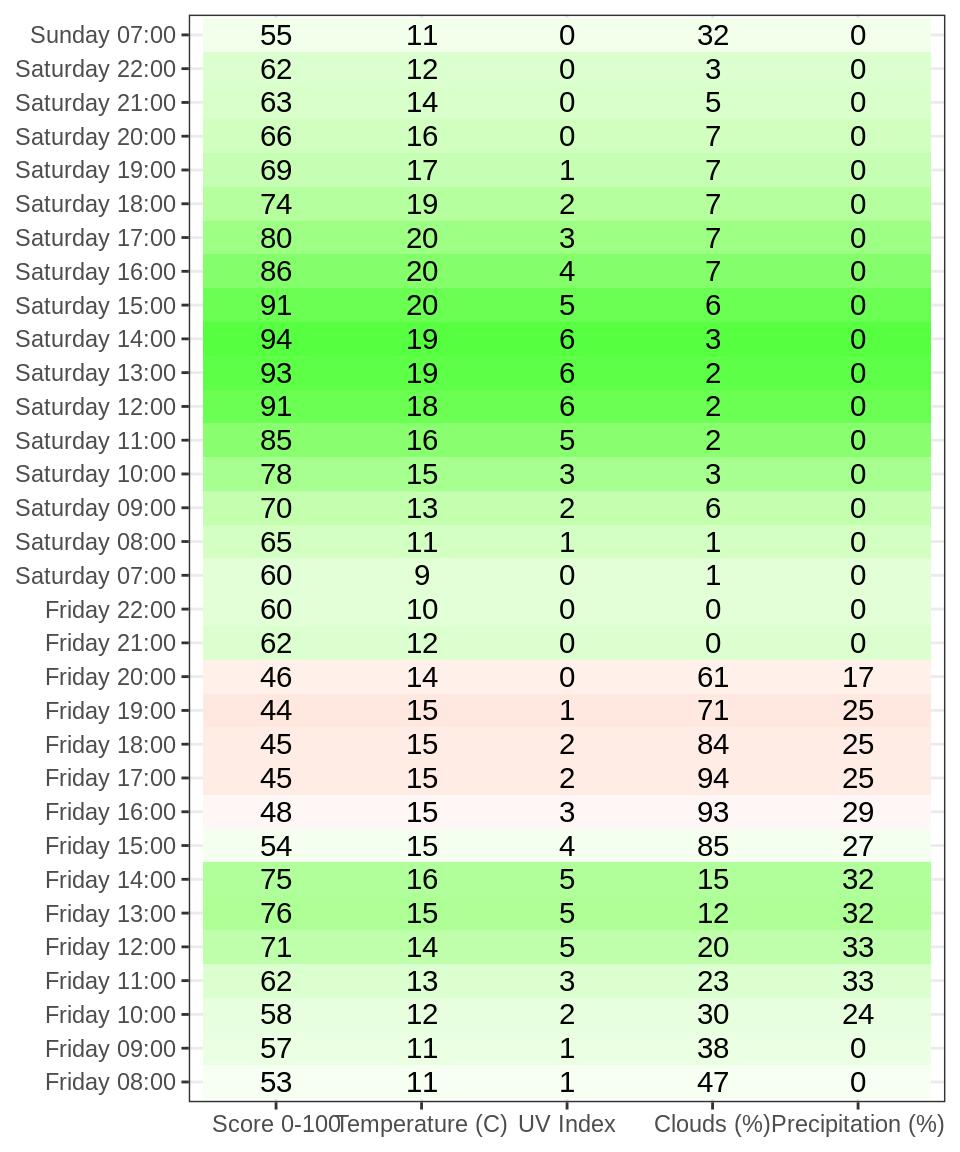 Sunday 07:00 55 11 0 32 0
Saturday 22:00 62 12 0 3 0
Saturday 21:00 63 14 0 5 0
Saturday 20:00 66 16 0 7 0
Saturday 19:00 69 17 1 7 0
Saturday 18:00 74 19 2 7 0
Saturday 17:00 80 20 3 7 0
Saturday 16:00 86 20 4 7 0
Saturday 15:00 91 20 5 6 0
Saturday 14:00 94 19 6 3 0
Saturday 13:00 93 19 6 2 0
Saturday 12:00 91 18 6 2 0
Saturday 11:00 85 16 5 2 0
Saturday 10:00 78 15 3 3 0
Saturday 09:00 70 13 2 6 0
Saturday 08:00 65 11 1 1 0
Saturday 07:00 60 9 0 1 0
Friday 22:00 60 10 0 0 0
Friday 21:00 62 12 0 0 0
Friday 20:00 46 14 0 61 17
Friday 19:00 44 15 1 71 25
Friday 18:00 45 15 2 84 25
Friday 17:00 45 15 2 94 25
Friday 16:00 48 15 3 93 29
Friday 15:00 54 15 4 85 27
Friday 14:00 75 16 5 15 32
Friday 13:00 76 15 5 12 32
Friday 12:00 71 14 5 20 33
Friday 11:00 62 13 3 23 33
Friday 10:00 58 12 2 30 24
Friday 09:00 57 11 1 38 0
Friday 08:00 53 11 1 47 0
Score 0-100 Temperature (C) UV Index Clouds (%) Precipitation (%)